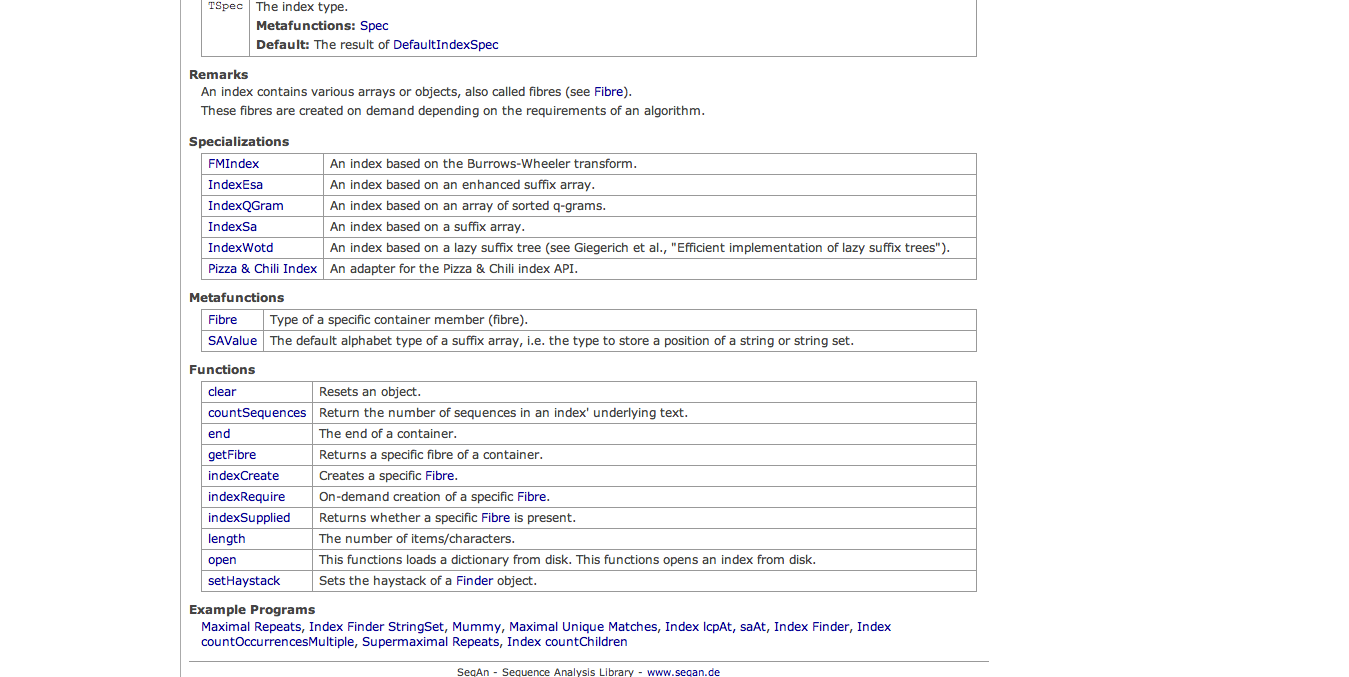 TSpec The index type.
Metafunctions: Spec
Default: The result of DefaultIndexSpec
Remarks
An index contains various arrays or objects, also called fibres (see Fibre).
These fibres are created on demand depending on the requirements of an algorithm.
Specializations
FMIndex An index based on the Burrows-Wheeler transform.
IndexEsa An index based on an enhanced suffix array.
IndexQGram An index based on an array of sorted q-grams.
IndexSa An index based on a suffix array.
IndexWotd An index based on a lazy suffix tree (see Giegerich et al., "Efficient implementation of lazy suffix trees").
Pizza & Chili Index An adapter for the Pizza & Chili index API.
Metafunctions
Fibre Type of a specific container member (fibre).
SAValue The default alphabet type of a suffix array, i.e. the type to store a position of a string or string set.
Functions
clear Resets an object.
countSequences Return the number of sequences in an index' underlying text.
end The end of a container.
getFibre Returns a specific fibre of a container.
indexCreate Creates a specific Fibre.
indexRequire On-demand creation of a specific Fibre.
indexSupplied Returns whether a specific Fibre is present.
length The number of items/characters.
open This functions loads a dictionary from disk. This functions opens an index from disk.
setHaystack Sets the haystack of a Finder object.
Example Programs
Maximal Repeats, Index Finder StringSet, Mummy, Maximal Unique Matches, Index lcpAt, saAt, Index Finder, Index
countOccurrencesMultiple, Supermaximal Repeats, Index countChildren
SeqAn - Sequence Analysis Library - www.seqan.de